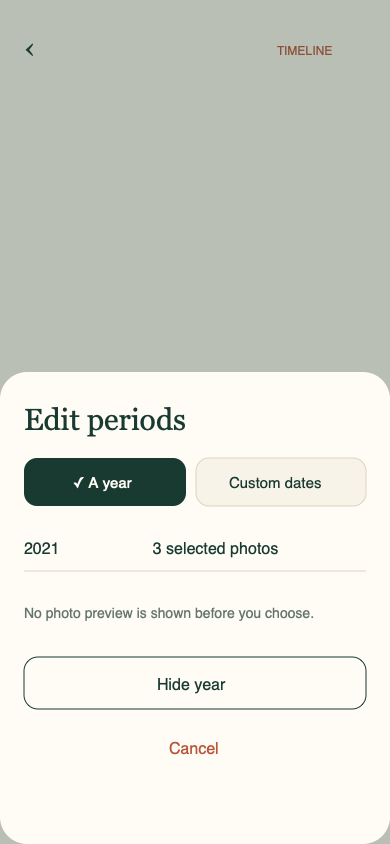 TIMELINE
Edit periods
✓ A year
Custom dates
2021 3 selected photos
No photo preview is shown before you choose.
Hide year
Cancel